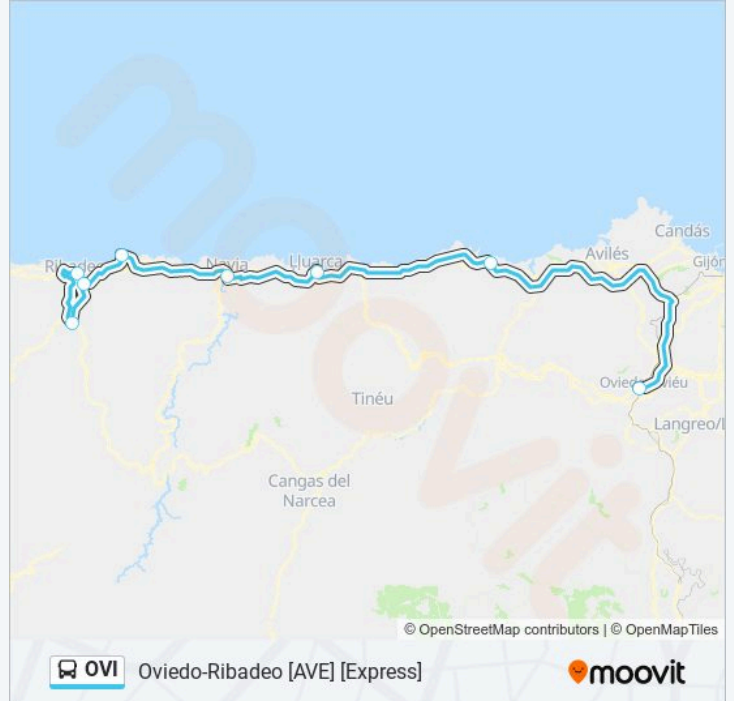 Candás
Avilés
Gijón
Ribadeo
Navia
Lluarca
Oviedo/Uviéu
Tinéu
Langreo/L
Cangas del
Narcea
moovit
© OpenStreetMap contributors | © OpenMapTiles
OVI Oviedo-Ribadeo [AVE] [Express]
moovit